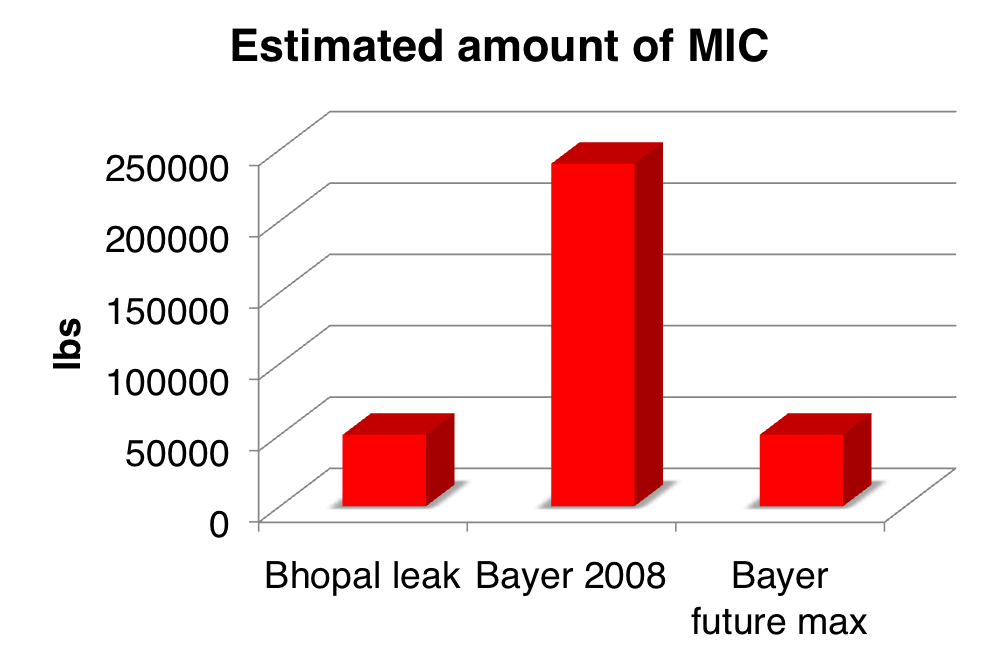 Estimated amount of MIC
250000
200000
150000
100000
50000
0
lbs
Bhopal leak
Bayer 2008
Bayer
future max